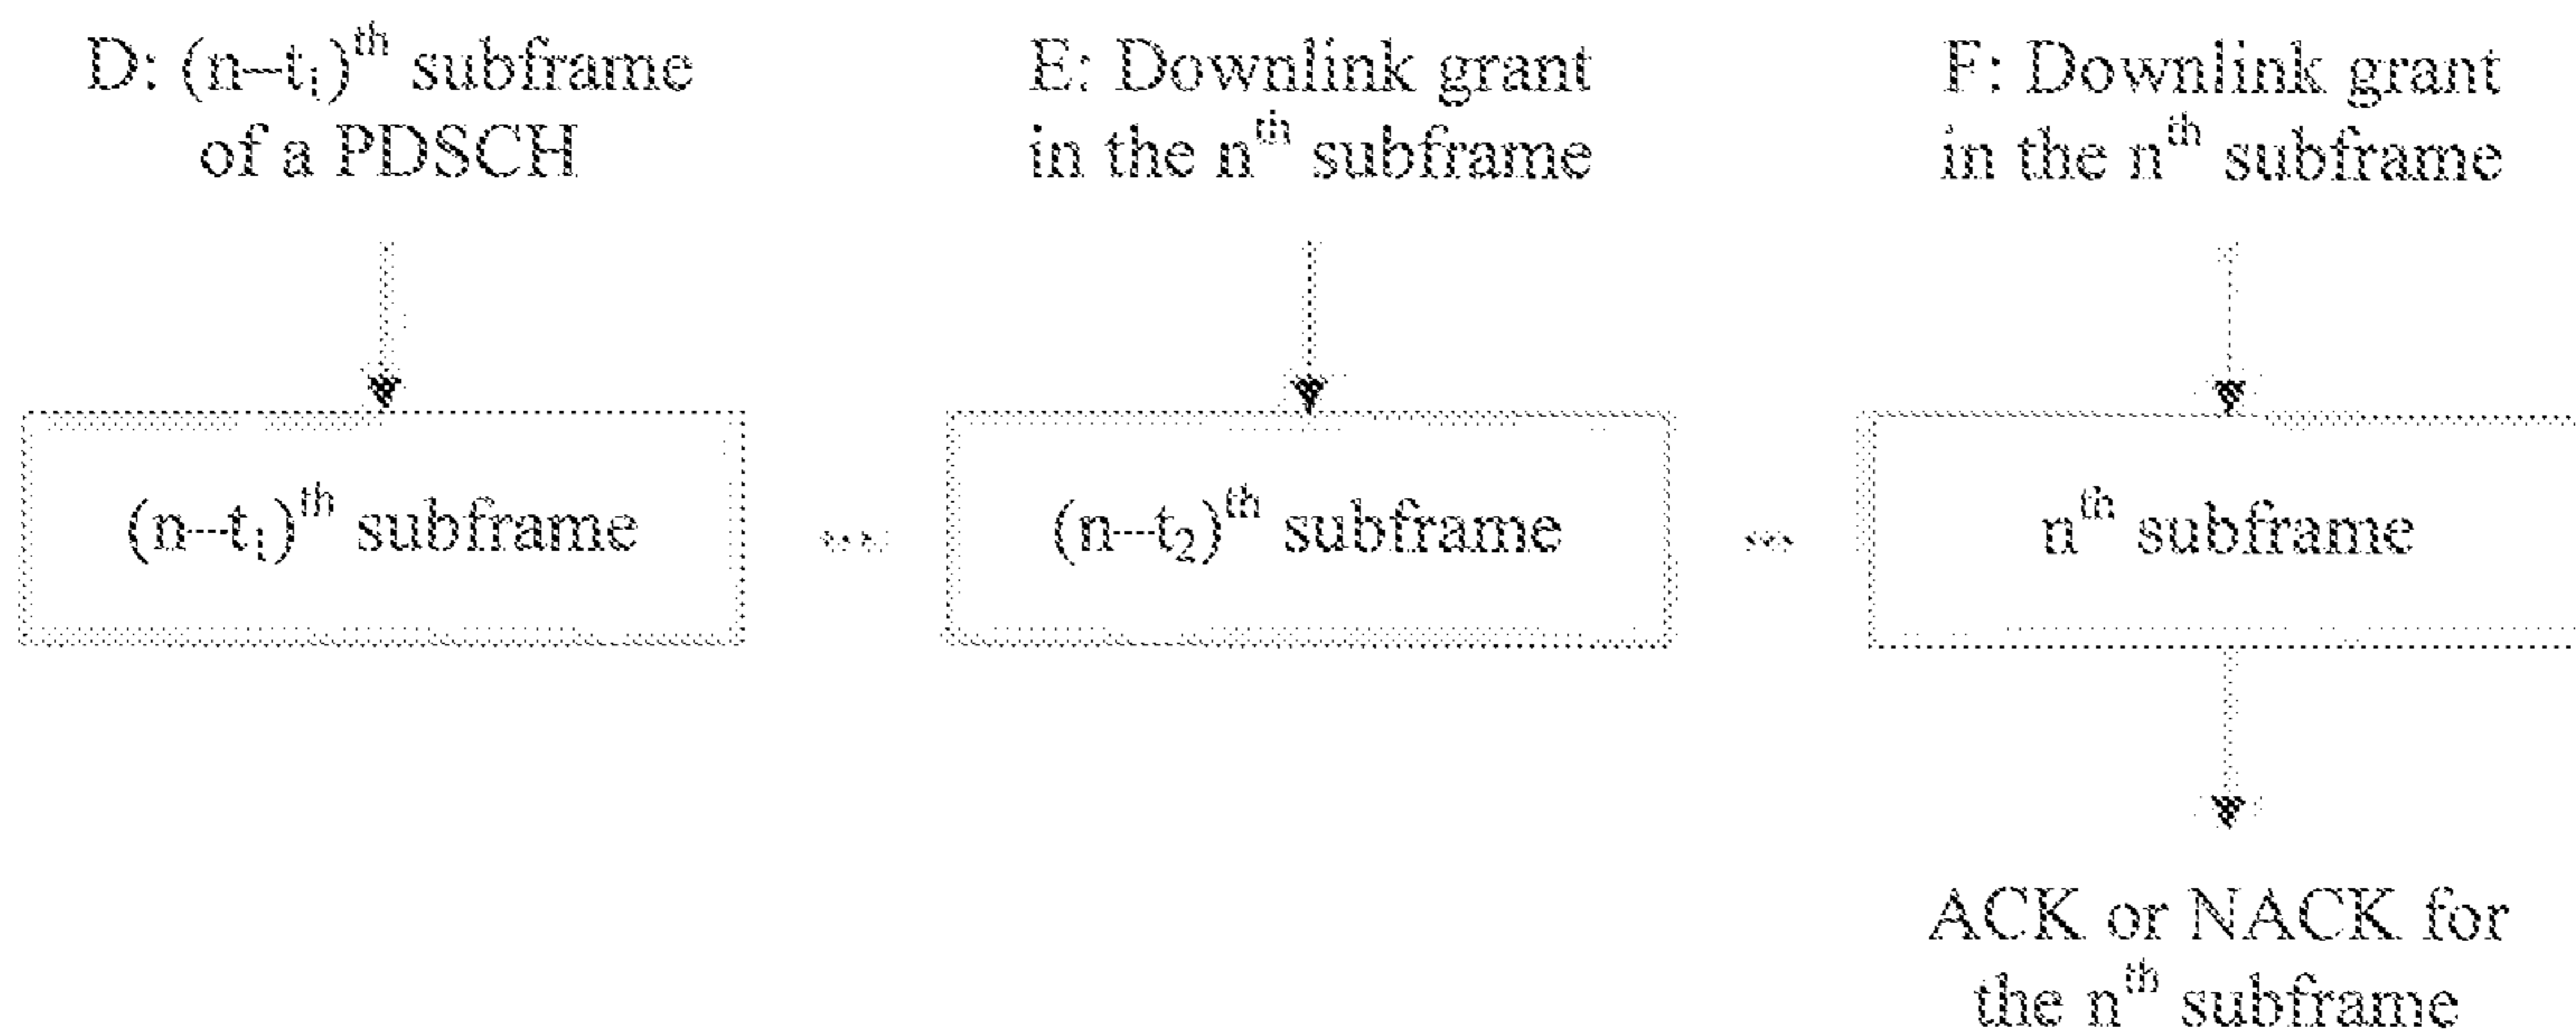 D: (n–t₁)ᵗʰ subframe
of a PDSCH
E: Downlink grant
in the nᵗʰ subframe
F: Downlink grant
in the nᵗʰ subframe
(n–t₁)ᵗʰ subframe
...
(n–t₂)ᵗʰ subframe
...
nᵗʰ subframe
ACK or NACK for
the nᵗʰ subframe